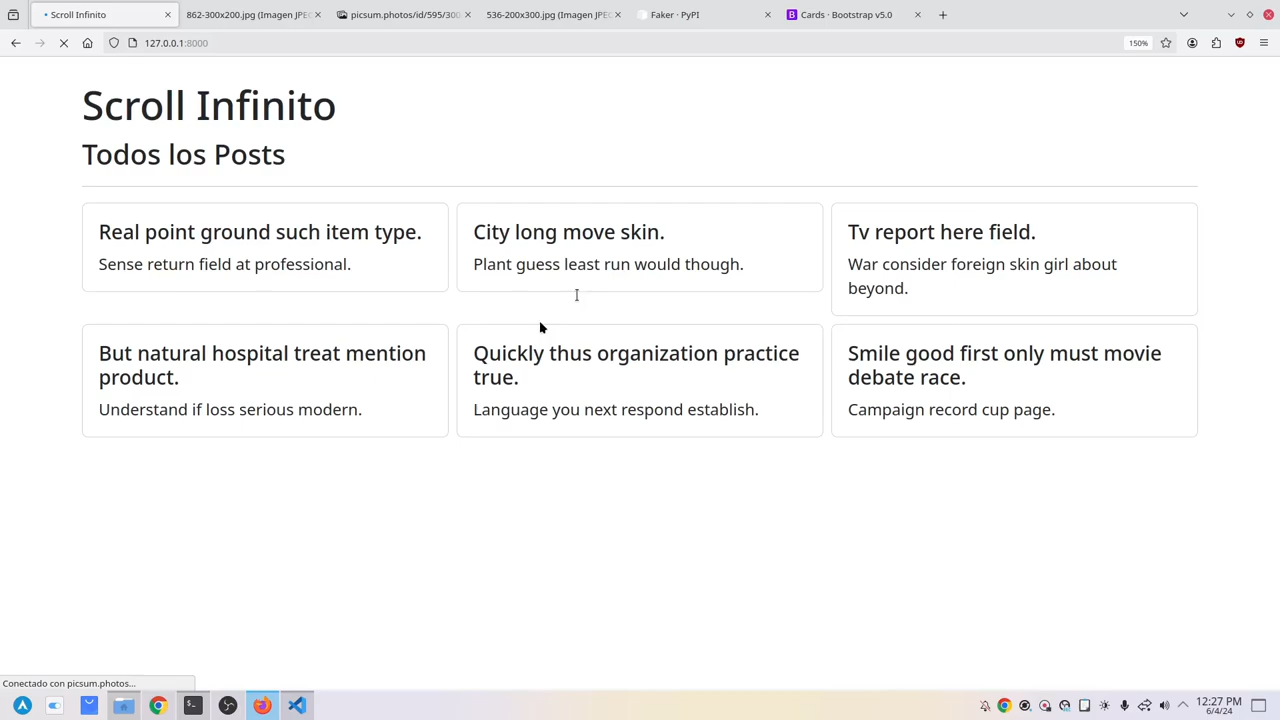 Scroll Infinito
862-300x200.jpg (Imagen JPEG
picsum.photos/id/595/300
536-200x300.jpg (Imagen JPEG
Faker · PyPI
Cards · Bootstrap v5.0
127.0.0.1:8000
150%
Scroll Infinito
Todos los Posts
Real point ground such item type.
Sense return field at professional.
City long move skin.
Plant guess least run would though.
Tv report here field.
War consider foreign skin girl about
beyond.
But natural hospital treat mention
product.
Understand if loss serious modern.
Quickly thus organization practice
true.
Language you next respond establish.
Smile good first only must movie
debate race.
Campaign record cup page.
Conectado con picsum.photos...
12:27 PM
6/4/24